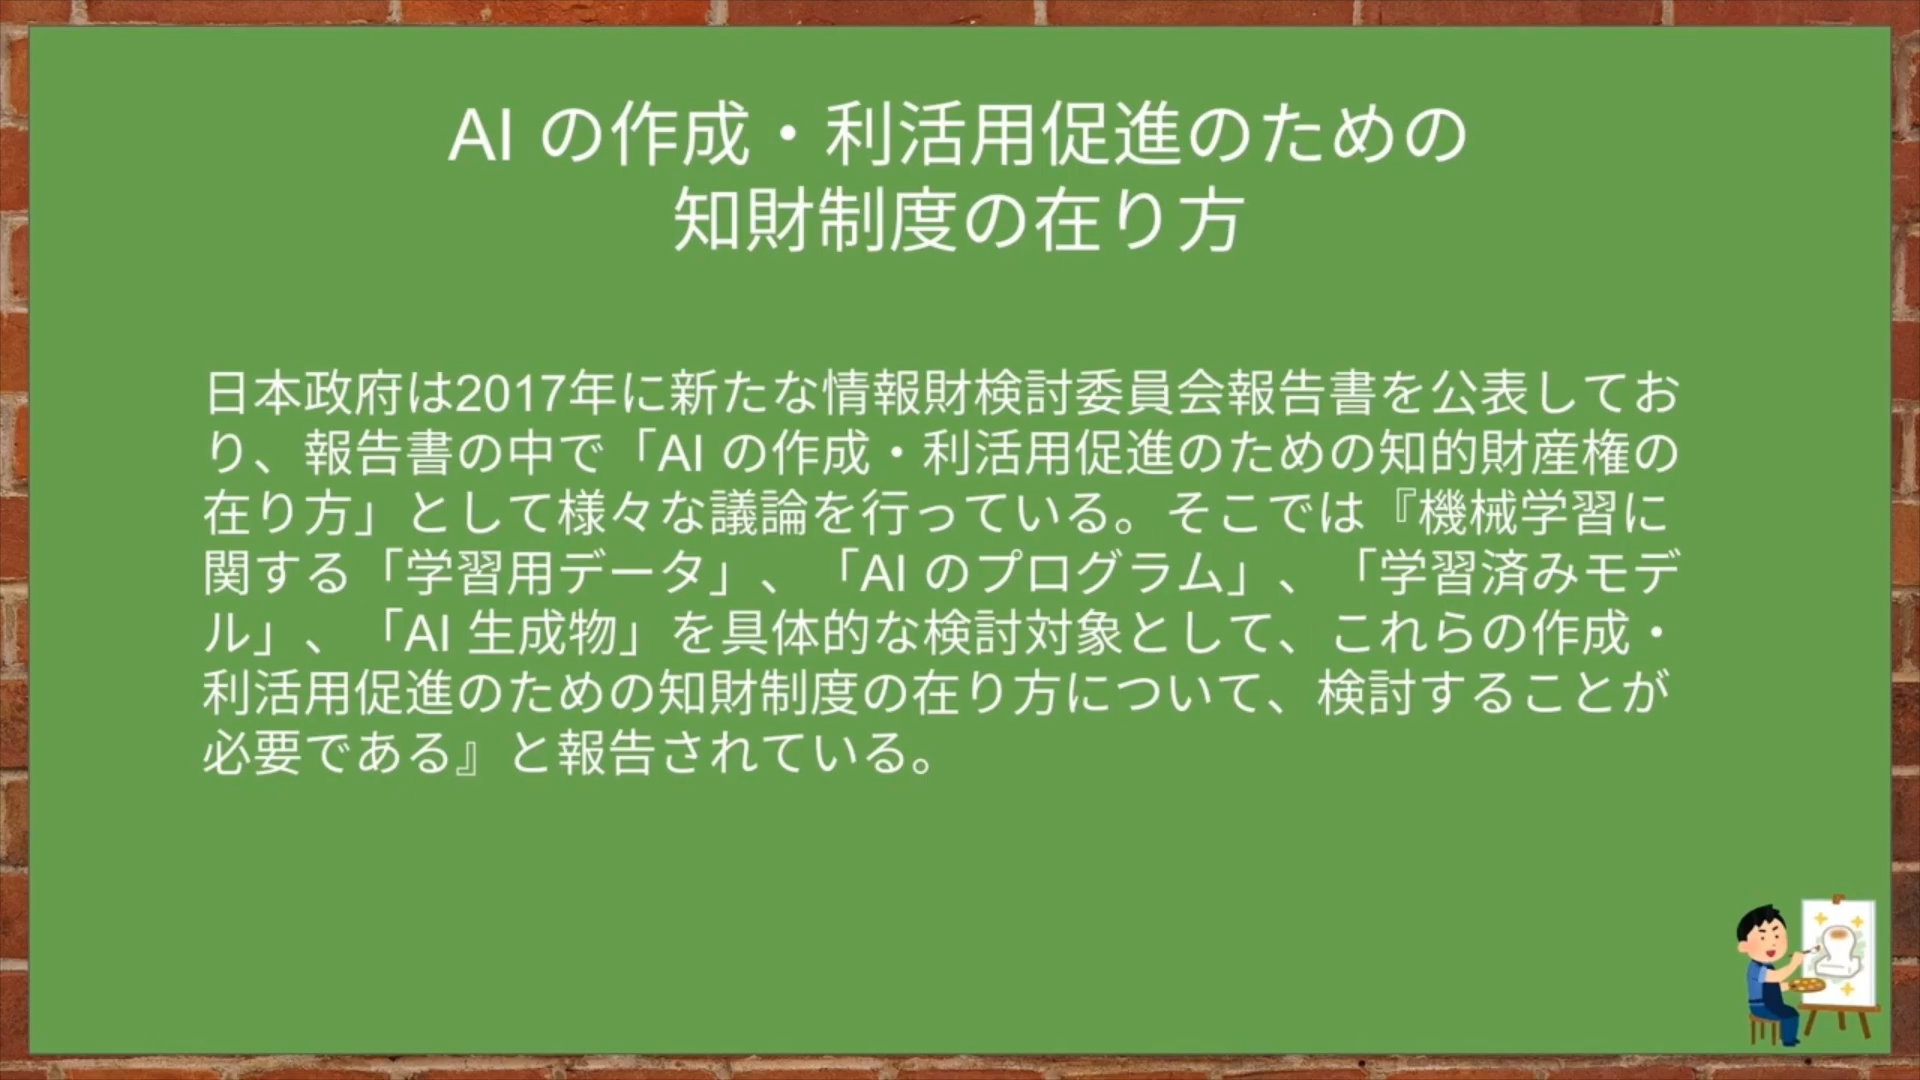 AI の作成・利活用促進のための
知財制度の在り方
日本政府は2017年に新たな情報財検討委員会報告書を公表してお
り、報告書の中で「AI の作成・利活用促進のための知的財産権の
在り方」として様々な議論を行っている。そこでは『機械学習に
関する「学習用データ」、「AI のプログラム」、「学習済みモデ
ル」、「AI 生成物」を具体的な検討対象として、これらの作成・
利活用促進のための知財制度の在り方について、検討することが
必要である』と報告されている。